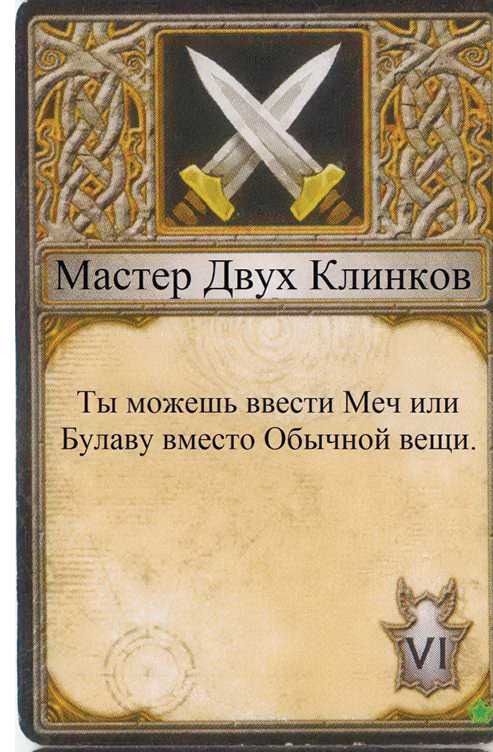 Мастер Двух Клинков
Ты можешь ввести Меч или
Булаву вместо Обычной вещи.
VI